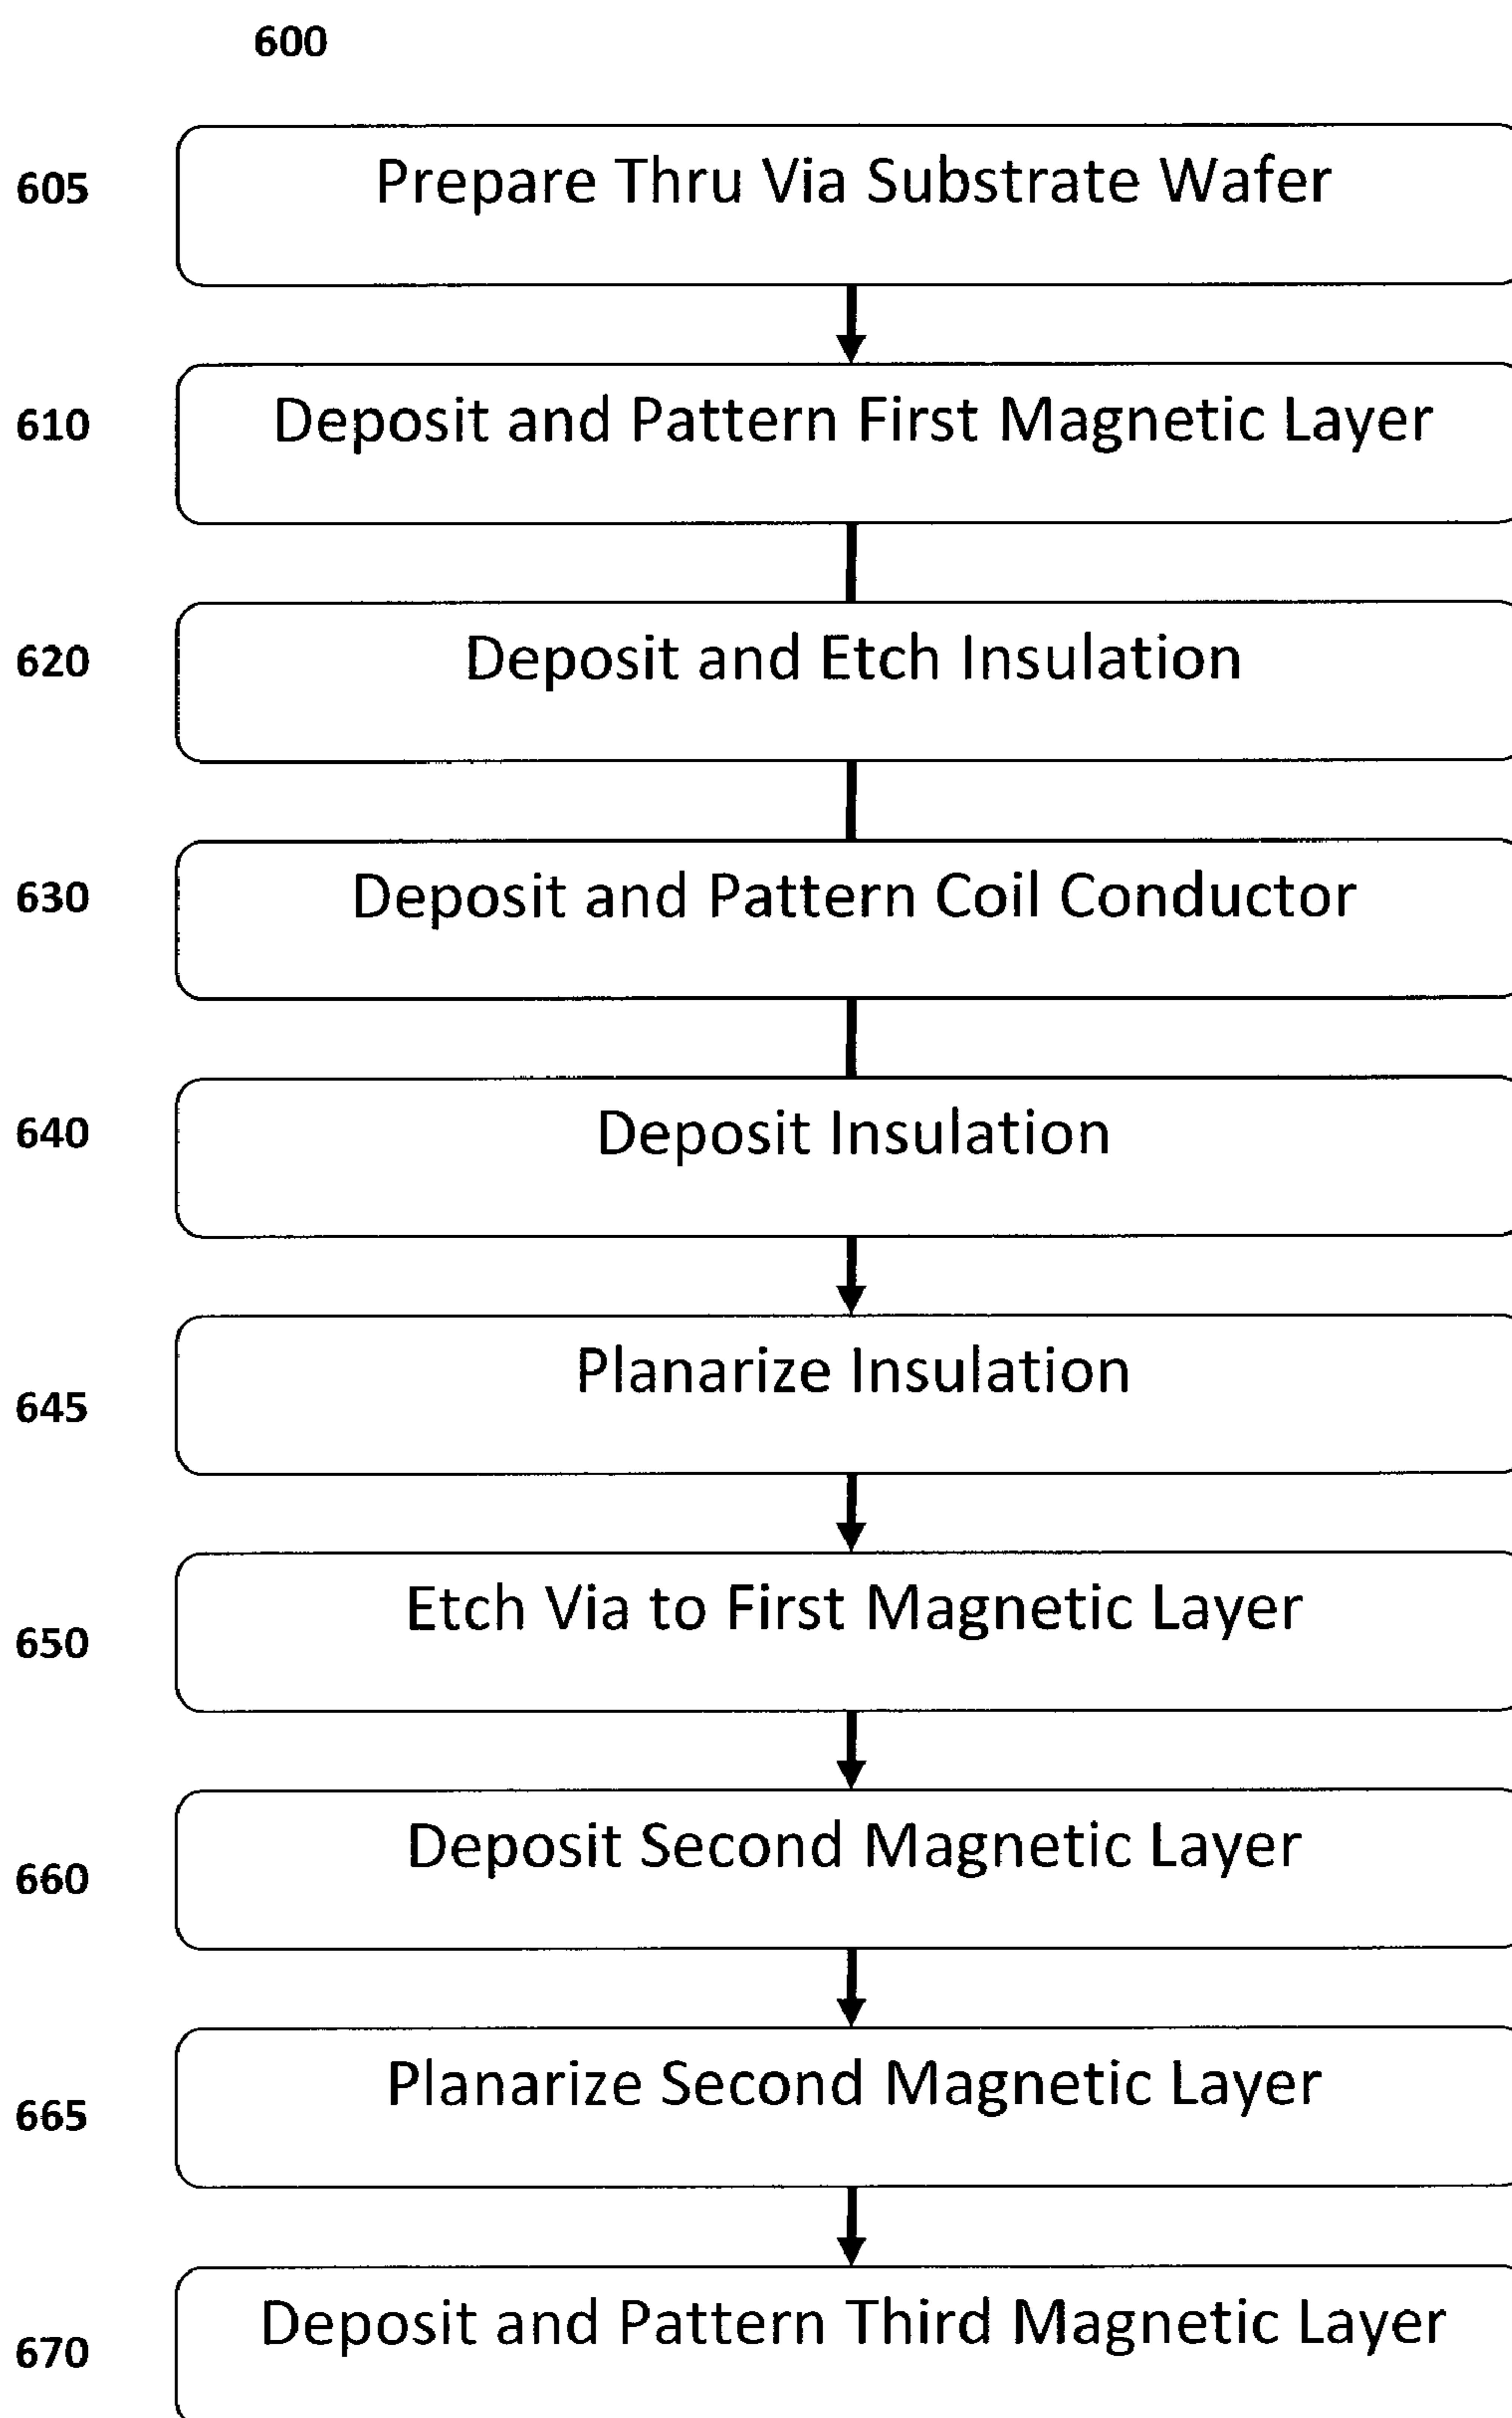 600
605 Prepare Thru Via Substrate Wafer
610 Deposit and Pattern First Magnetic Layer
620 Deposit and Etch Insulation
630 Deposit and Pattern Coil Conductor
640 Deposit Insulation
645 Planarize Insulation
650 Etch Via to First Magnetic Layer
660 Deposit Second Magnetic Layer
665 Planarize Second Magnetic Layer
670 Deposit and Pattern Third Magnetic Layer